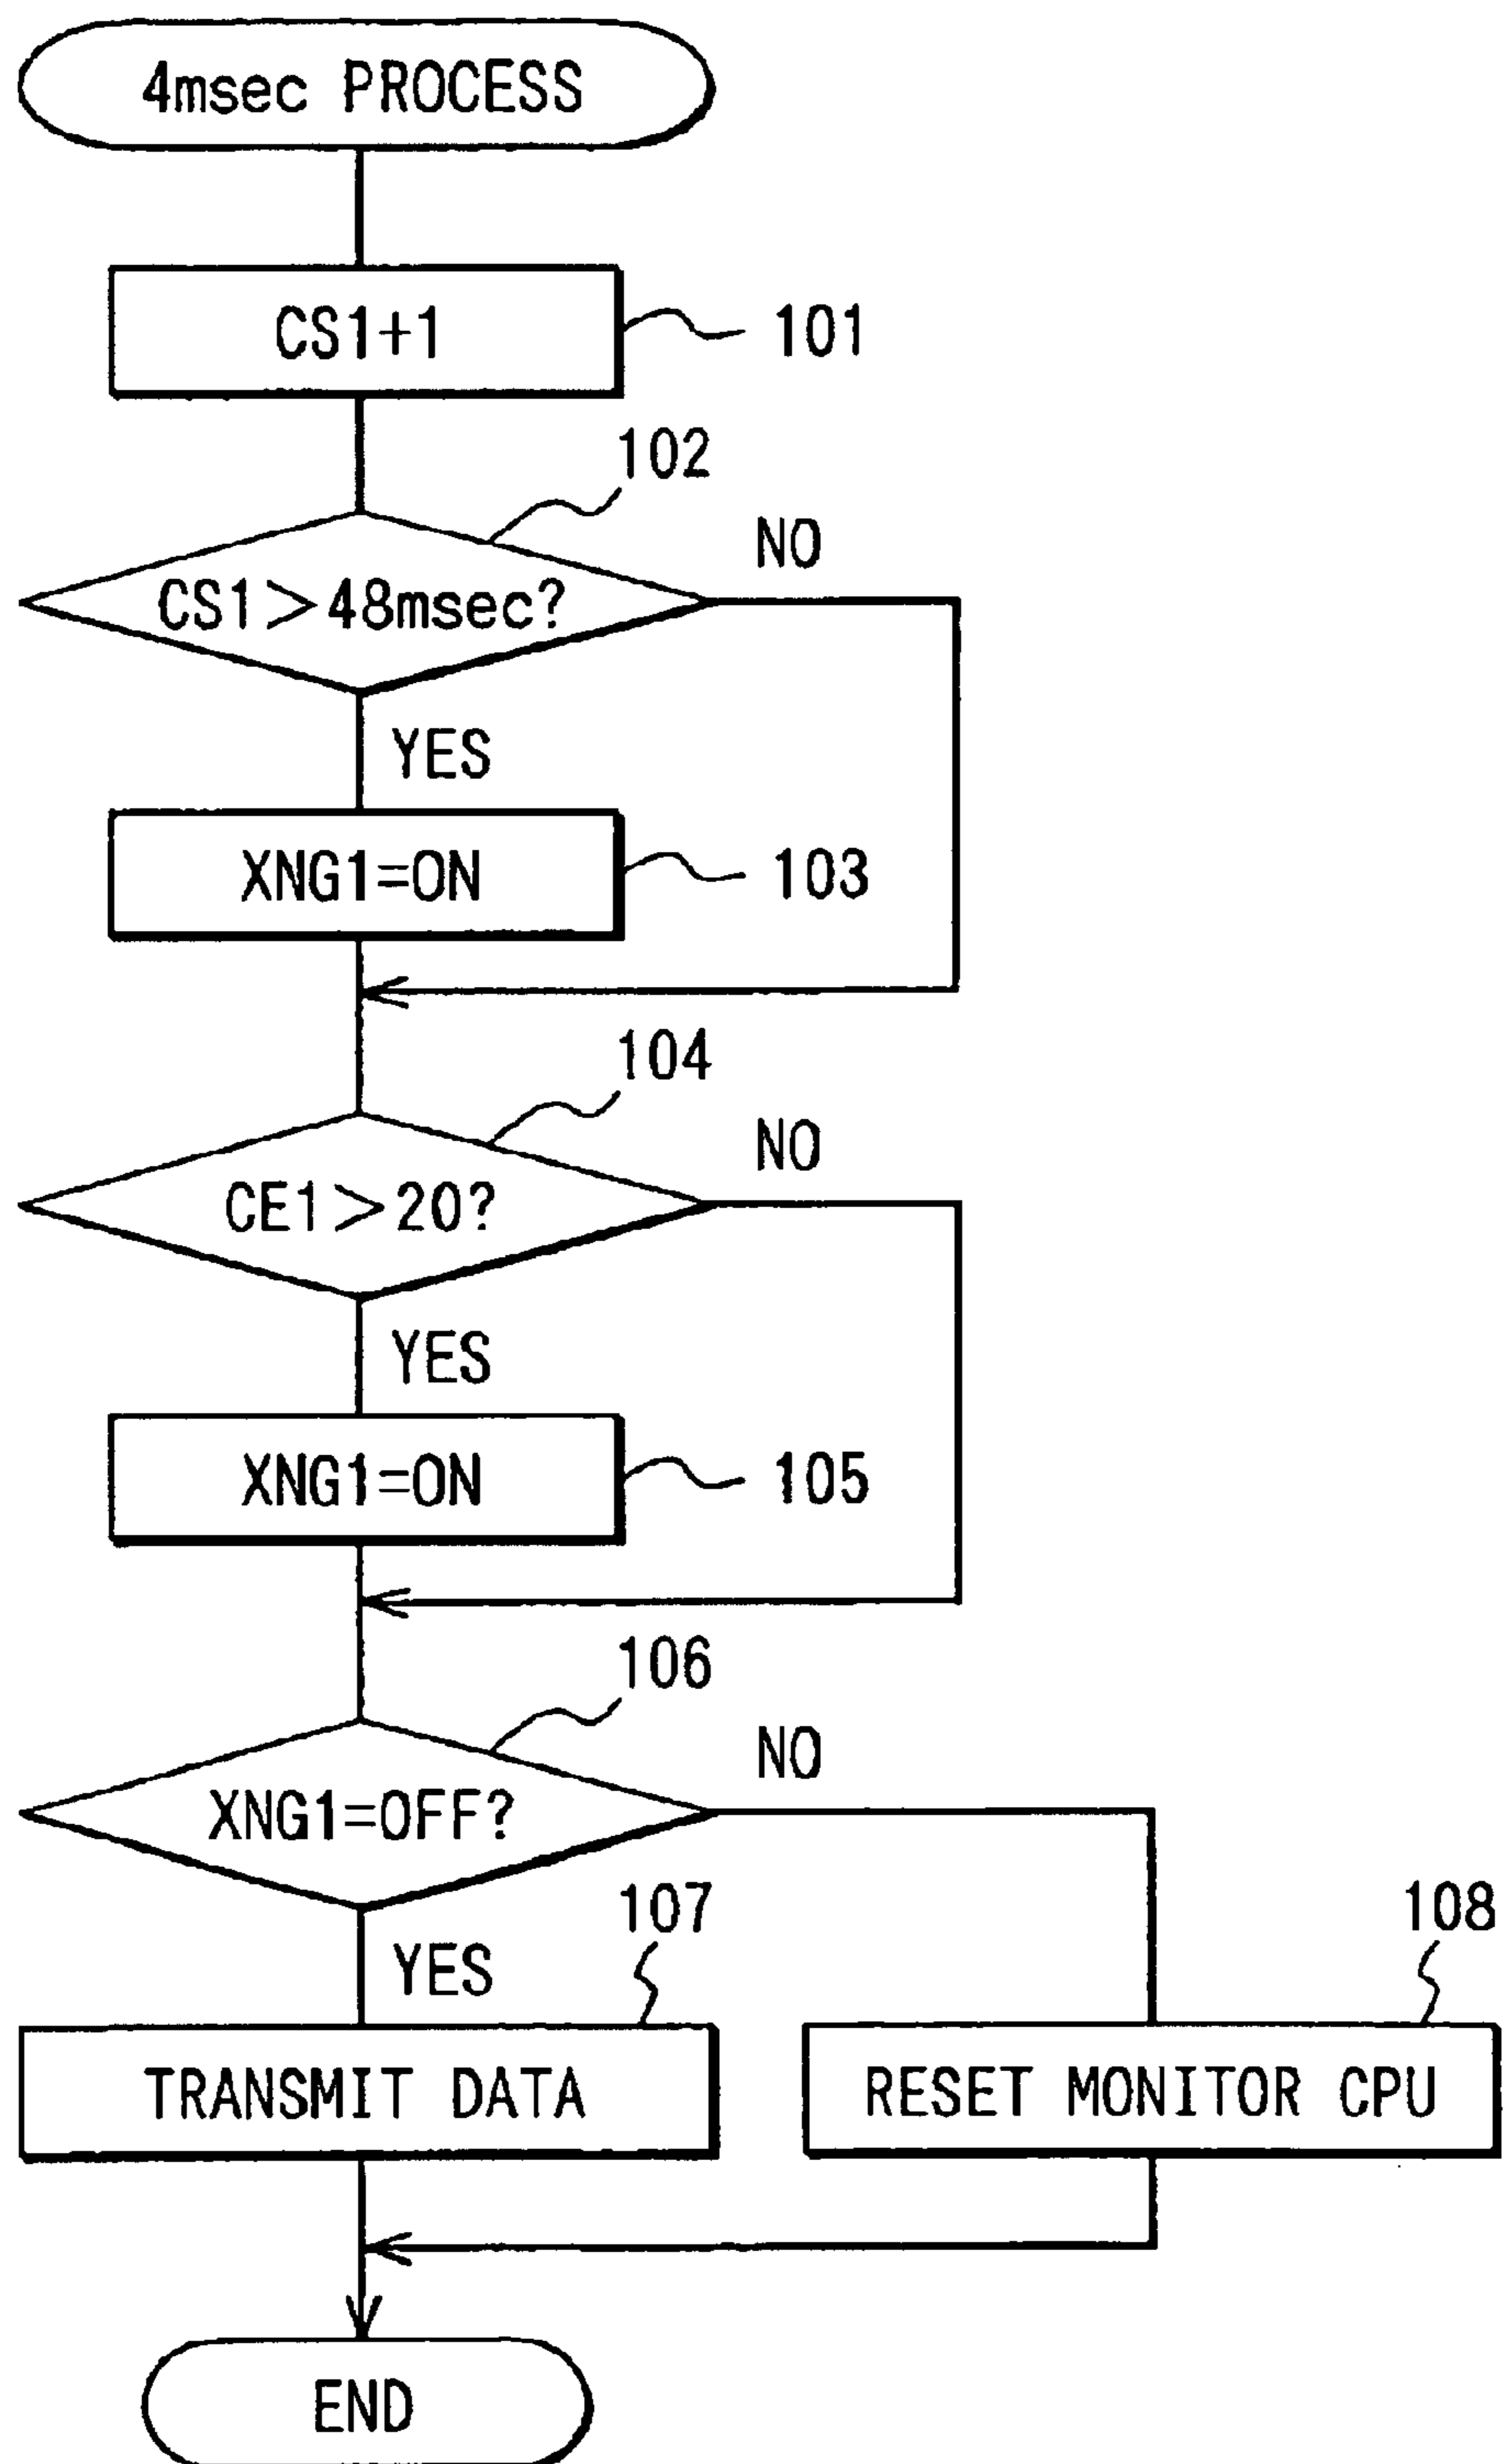 4msec PROCESS
CS1+1
101
102
CS1>48msec?
NO
YES
XNG1=ON
103
104
CE1>20?
NO
YES
XNG1=ON
105
106
XNG1=OFF?
NO
YES
107
108
TRANSMIT DATA
RESET MONITOR CPU
END